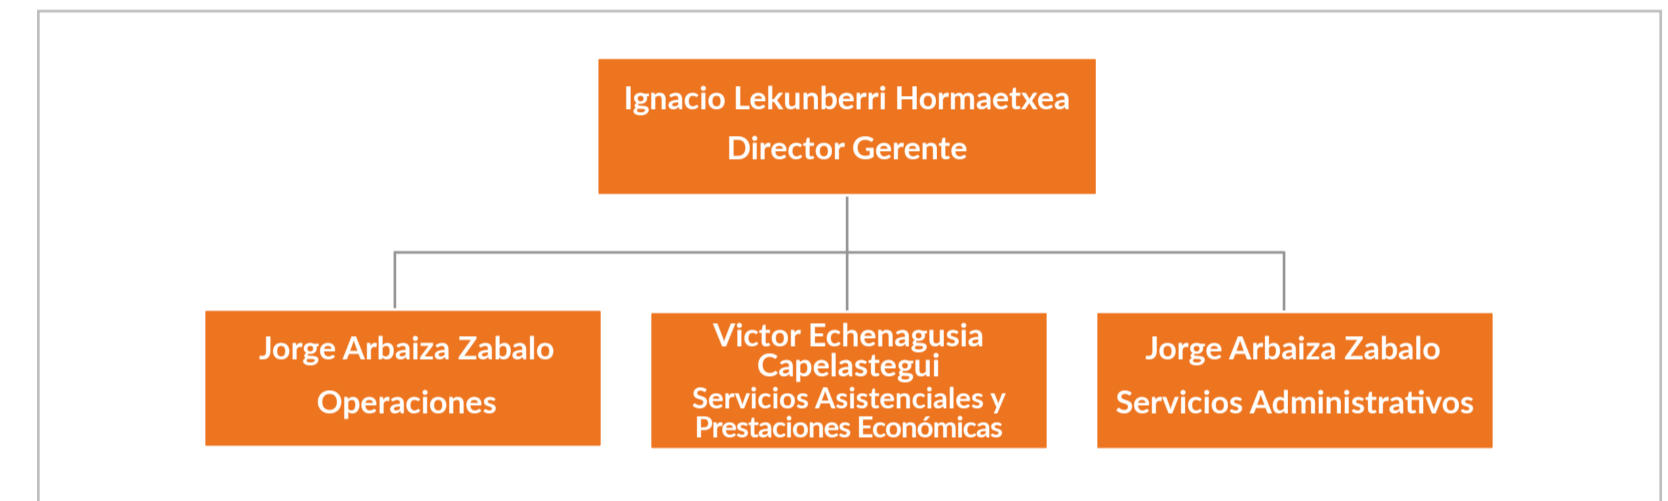 Ignacio Lekunberri Hormaetxea
Director Gerente
Jorge Arbaiza Zabalo
Operaciones
Victor Echenagusia
Capelastegui
Servicios Asistenciales y
Prestaciones Económicas
Jorge Arbaiza Zabalo
Servicios Administrativos